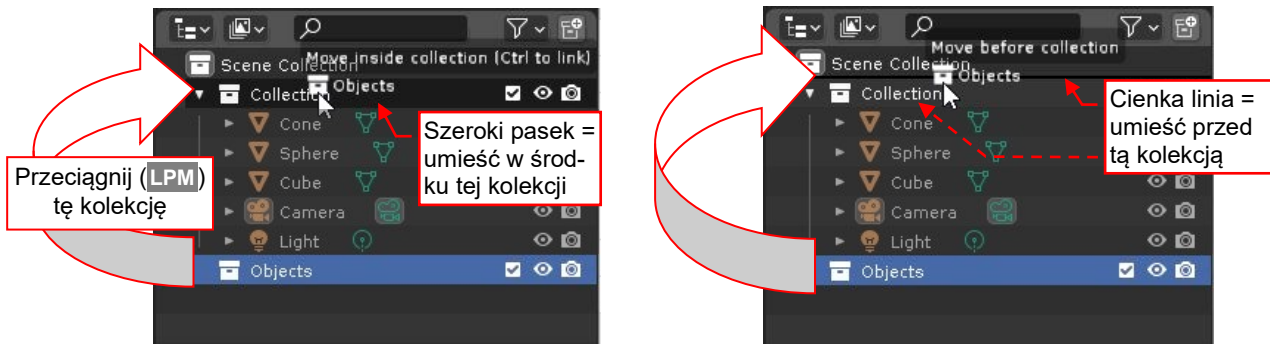 Move inside collection (Ctrl to link)
Scene Collection
Objects
Collection
Cone
Sphere
Cube
Camera
Light
Objects
Przeciągnij (LPM)
tę kolekcję
Szeroki pasek =
umieść w środ-
ku tej kolekcji
Move before collection
Scene Collection
Objects
Collection
Cone
Sphere
Cube
Camera
Light
Objects
Cienka linia =
umieść przed
tą kolekcją